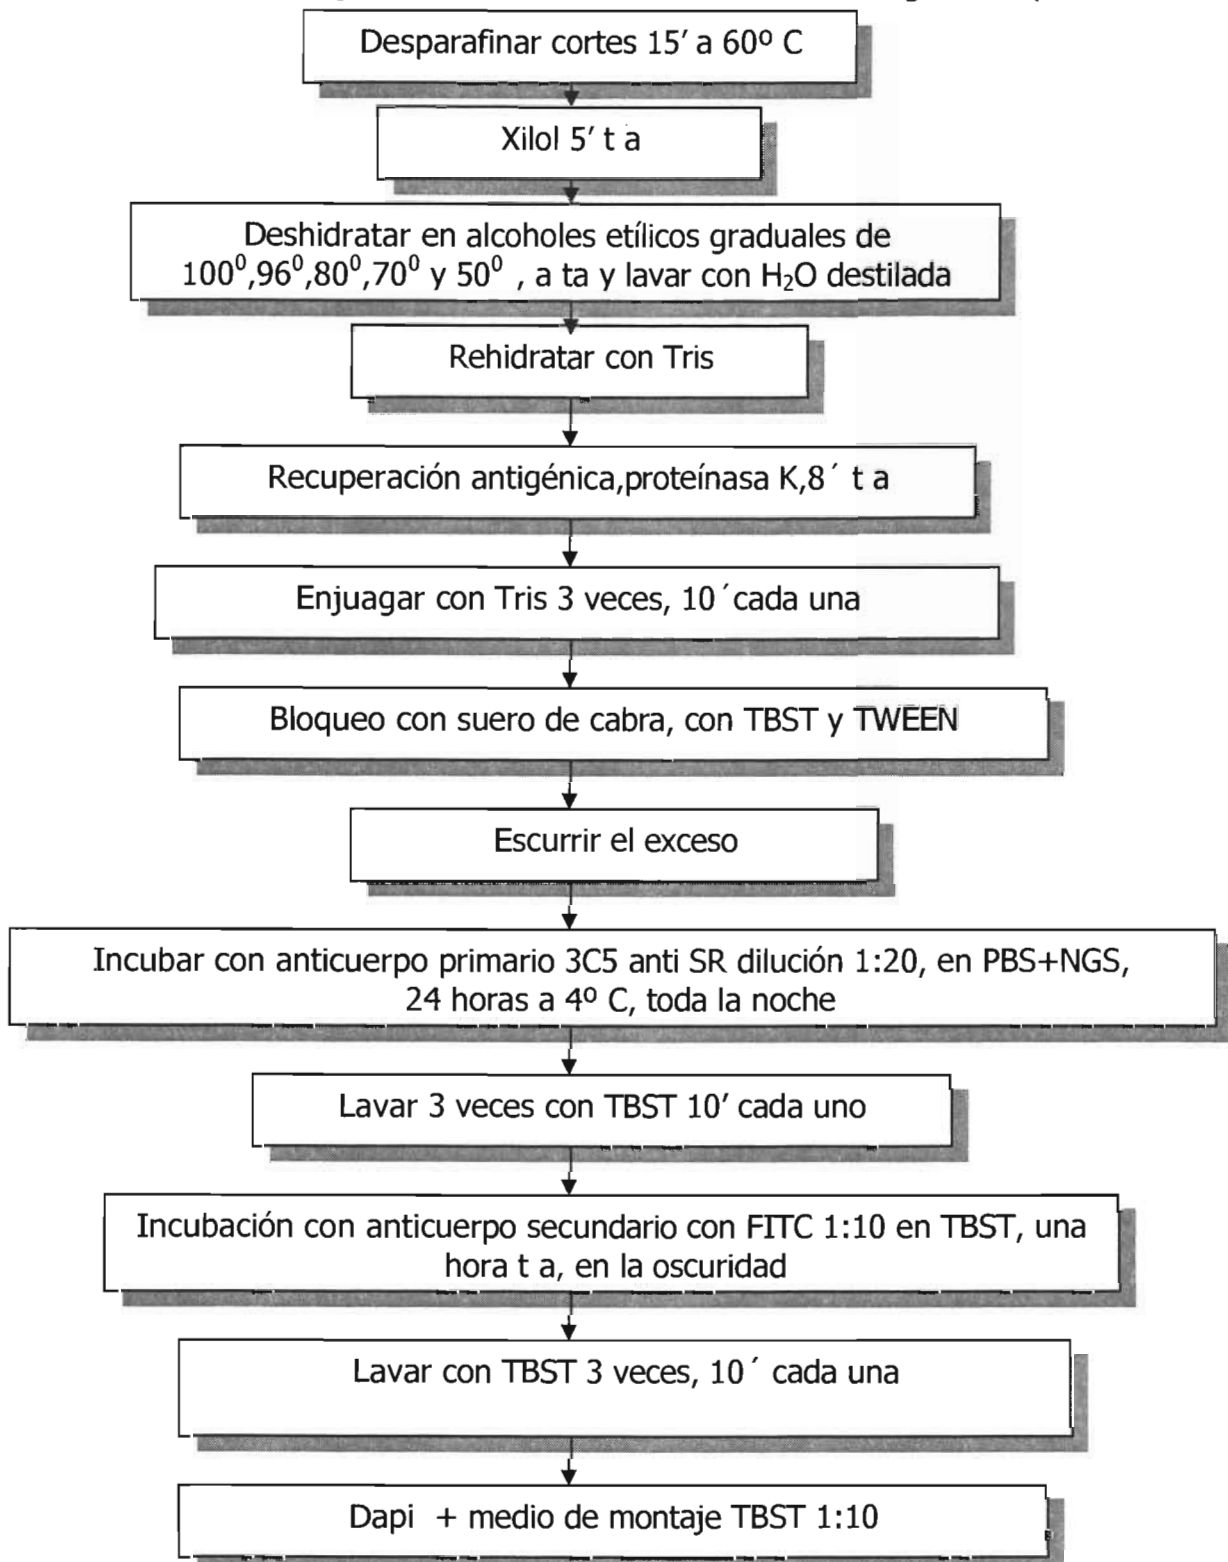 Desparafinar cortes 15' a 60º C
Xilol 5' t a
Deshidratar en alcoholes etílicos graduales de
100⁰,96⁰,80⁰,70⁰ y 50⁰ , a ta y lavar con H₂O destilada
Rehidratar con Tris
Recuperación antigénica,proteínasa K,8´ t a
Enjuagar con Tris 3 veces, 10´cada una
Bloqueo con suero de cabra, con TBST y TWEEN
Escurrir el exceso
Incubar con anticuerpo primario 3C5 anti SR dilución 1:20, en PBS+NGS,
24 horas a 4º C, toda la noche
Lavar 3 veces con TBST 10' cada uno
Incubación con anticuerpo secundario con FITC 1:10 en TBST, una
hora t a, en la oscuridad
Lavar con TBST 3 veces, 10´ cada una
Dapi + medio de montaje TBST 1:10